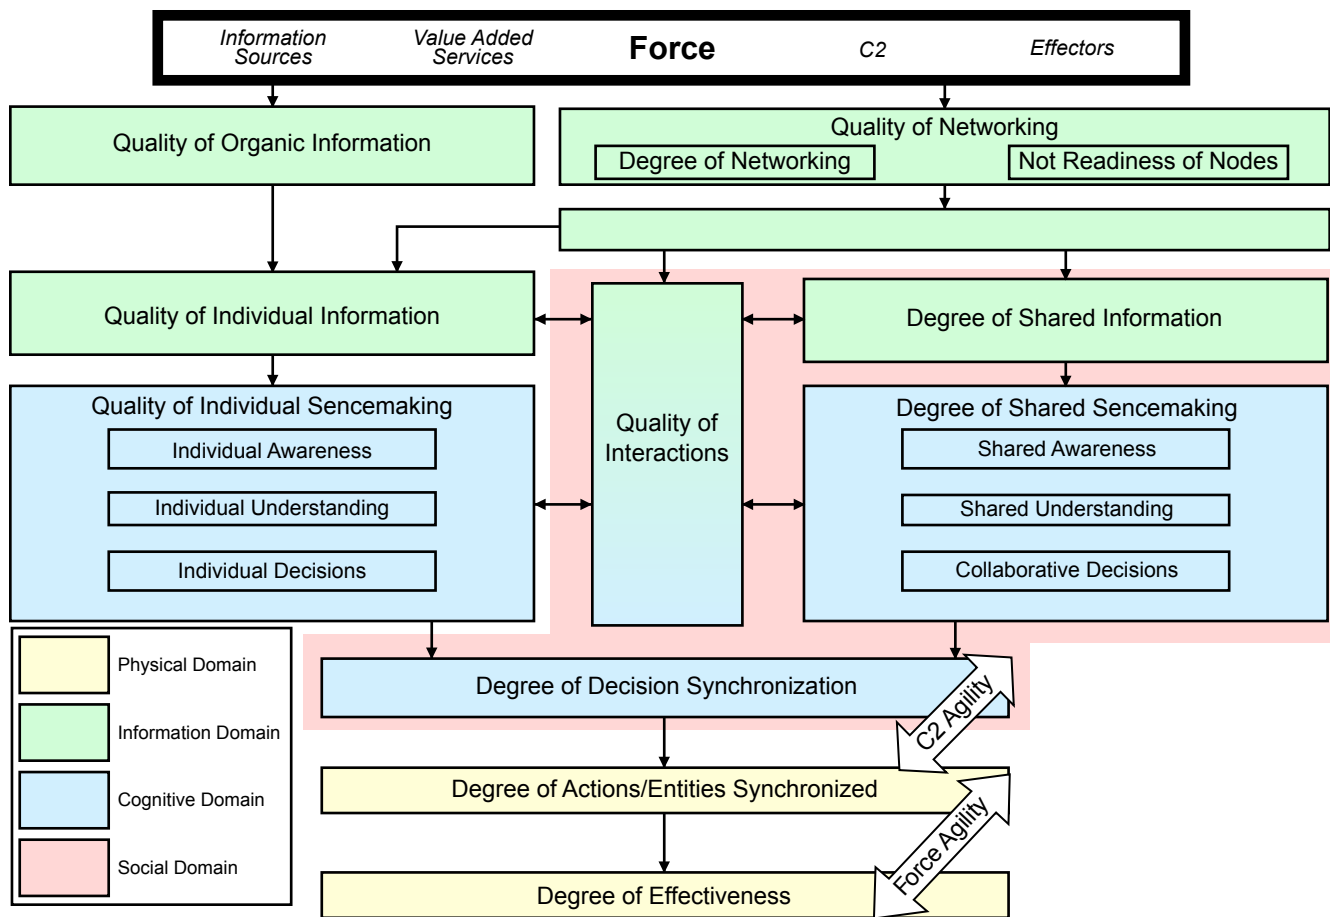 Information
Sources
Value Added
Services
Force
C2
Effectors
Quality of Organic Information
Quality of Networking
Degree of Networking
Not Readiness of Nodes
Quality of Individual Information
Degree of Shared Information
Quality of Individual Sencemaking
Individual Awareness
Individual Understanding
Individual Decisions
Quality of
Interactions
Degree of Shared Sencemaking
Shared Awareness
Shared Understanding
Collaborative Decisions
Physical Domain
Information Domain
Cognitive Domain
Social Domain
Degree of Decision Synchronization
C2 Agility
Degree of Actions/Entities Synchronized
Force Agility
Degree of Effectiveness